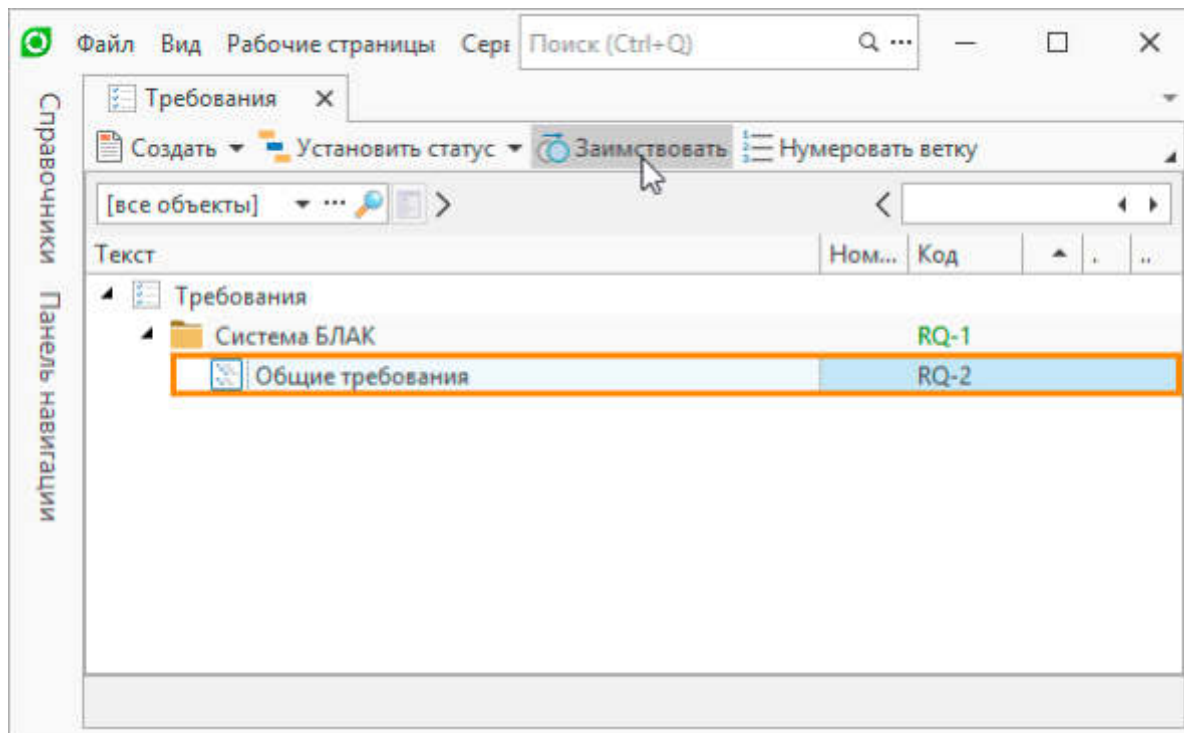 Файл Вид Рабочие страницы Серв Поиск (Ctrl+Q) ...
Справочники
Панель навигации
Требования
Создать Установить статус Заимствовать Нумеровать ветку
[все объекты] ...
Текст Ном... Код . ..
Требования
Система БЛАК RQ-1
Общие требования RQ-2